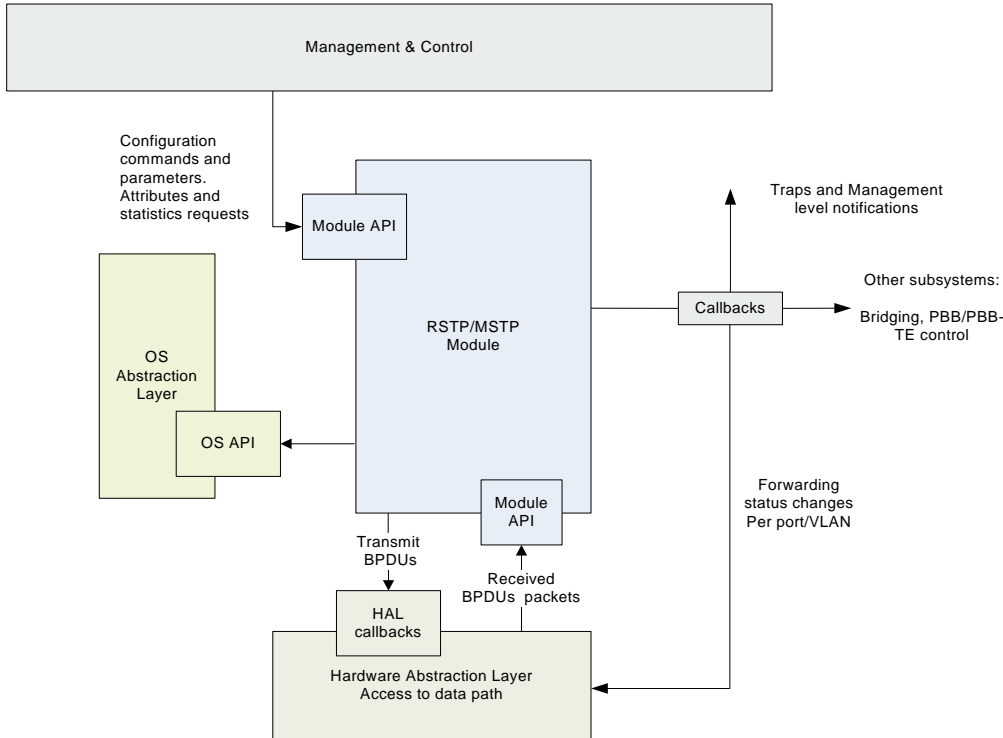 Management & Control
Configuration
commands and
parameters.
Attributes and
statistics requests
Module API
Traps and Management
level notifications
Other subsystems:
Bridging, PBB/PBB-
TE control
Callbacks
RSTP/MSTP
Module
OS
Abstraction
Layer
OS API
Module
API
Forwarding
status changes
Per port/VLAN
Transmit
BPDUs
Received
BPDUs packets
HAL
callbacks
Hardware Abstraction Layer
Access to data path